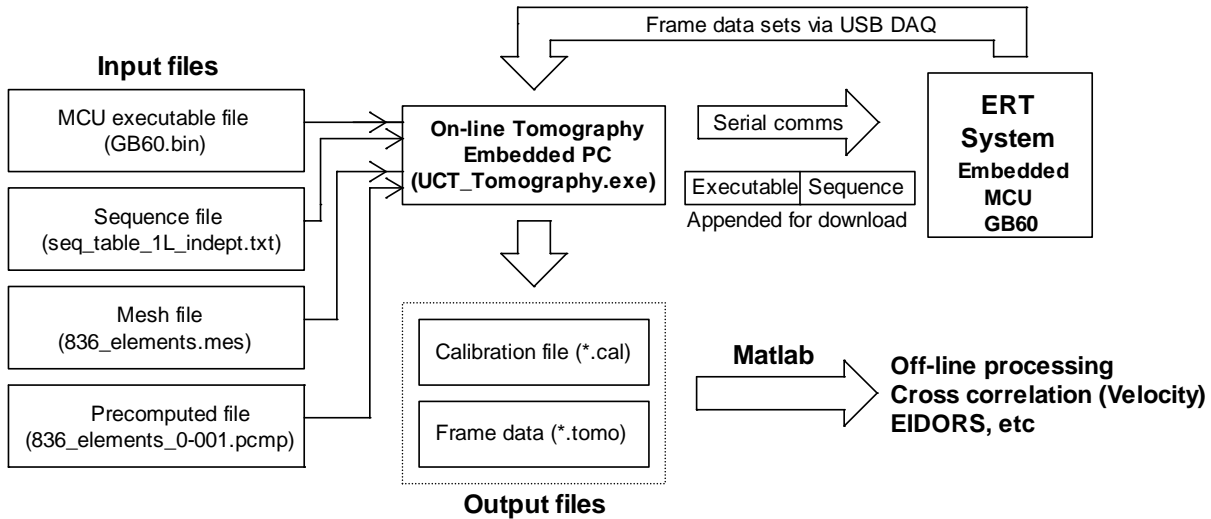 Frame data sets via USB DAQ
Input files
MCU executable file
(GB60.bin)
Sequence file
(seq_table_1L_indept.txt)
Mesh file
(836_elements.mes)
Precomputed file
(836_elements_0-001.pcmp)
On-line Tomography
Embedded PC
(UCT_Tomography.exe)
Serial comms
Executable Sequence
Appended for download
ERT
System
Embedded
MCU
GB60
Calibration file (*.cal)
Frame data (*.tomo)
Output files
Matlab
Off-line processing
Cross correlation (Velocity)
EIDORS, etc